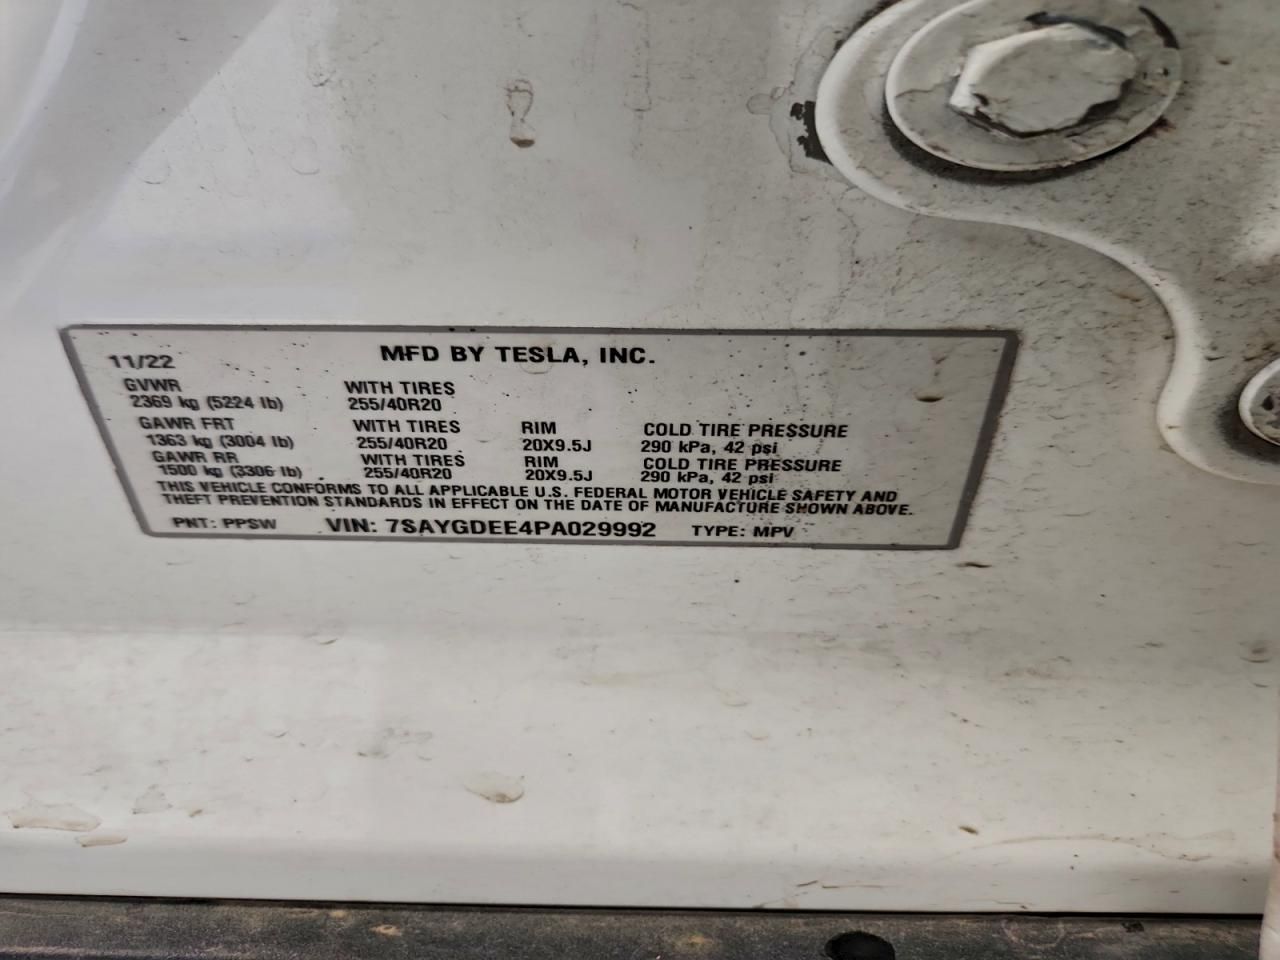 MFD BY TESLA, INC.
11/22
GVWR WITH TIRES
2369 kg (5224 lb) 255/40R20
GAWR FRT WITH TIRES RIM COLD TIRE PRESSURE
1363 kg (3004 lb) 255/40R20 20X9.5J 290 kPa, 42 psi
GAWR RR WITH TIRES RIM COLD TIRE PRESSURE
1500 kg (3306 lb) 255/40R20 20X9.5J 290 kPa, 42 psi
THIS VEHICLE CONFORMS TO ALL APPLICABLE U.S. FEDERAL MOTOR VEHICLE SAFETY AND
THEFT PREVENTION STANDARDS IN EFFECT ON THE DATE OF MANUFACTURE SHOWN ABOVE.
PNT: PPSW VIN: 7SAYGDEE4PA029992 TYPE: MPV